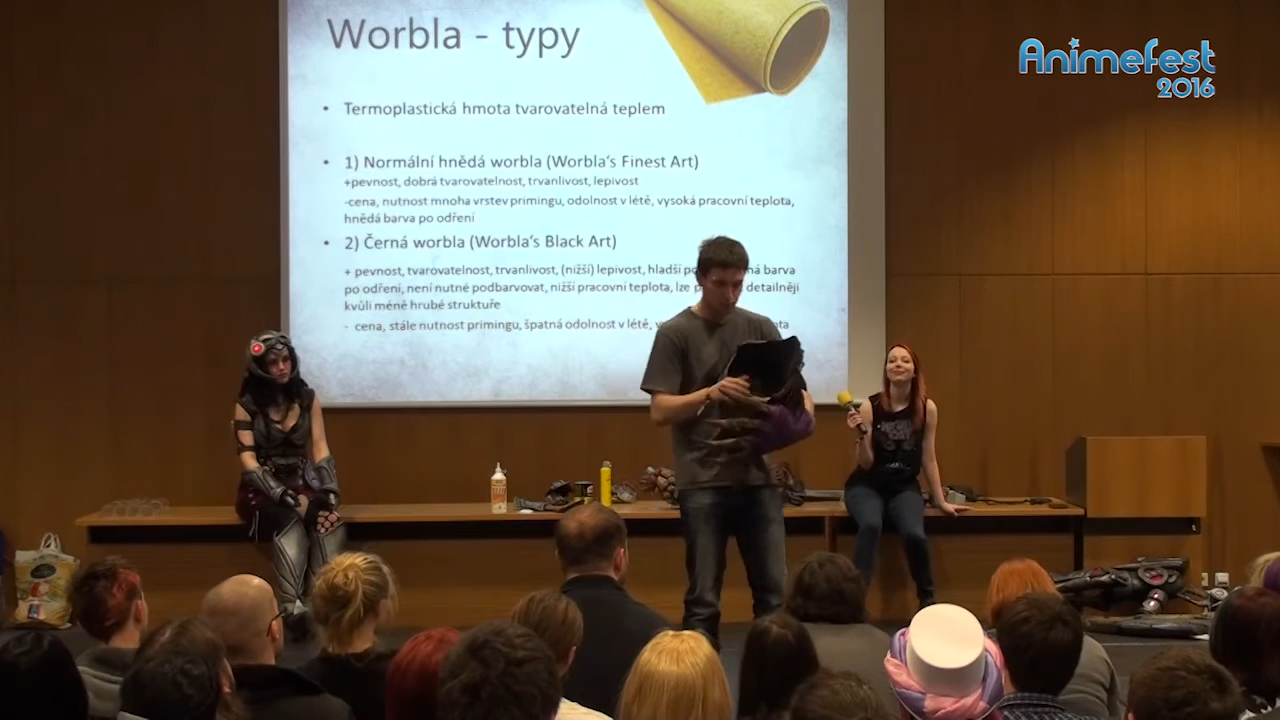 Worbla - typy
AnimeFest
2016
• Termoplastická hmota tvarovatelná teplem
• 1) Normální hnědá worbla (Worbla's Finest Art)
+pevnost, dobrá tvarovatelnost, trvanlivost, lepivost
-cena, nutnost mnoha vrstev primingu, odolnost v létě, vysoká pracovní teplota,
hnědá barva po odření
• 2) Černá worbla (Worbla's Black Art)
+ pevnost, tvarovatelnost, trvanlivost, (nižší) lepivost, hladší barva
po odření, není nutné podbarvovat, nižší pracovní teplota, lze detailněji
kvůli méně hrubé struktuře
- cena, stále nutnost primingu, špatná odolnost v létě,